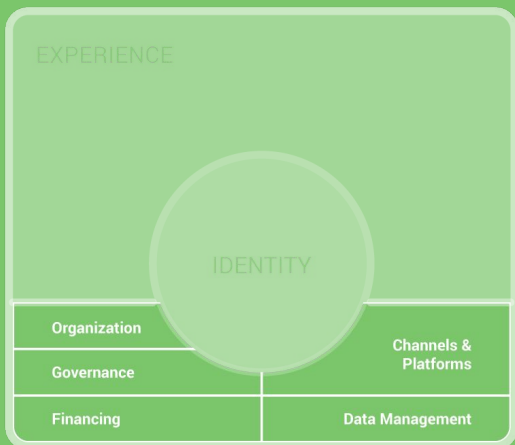 EXPERIENCE
IDENTITY
Organization
Governance
Financing
Channels &
Platforms
Data Management